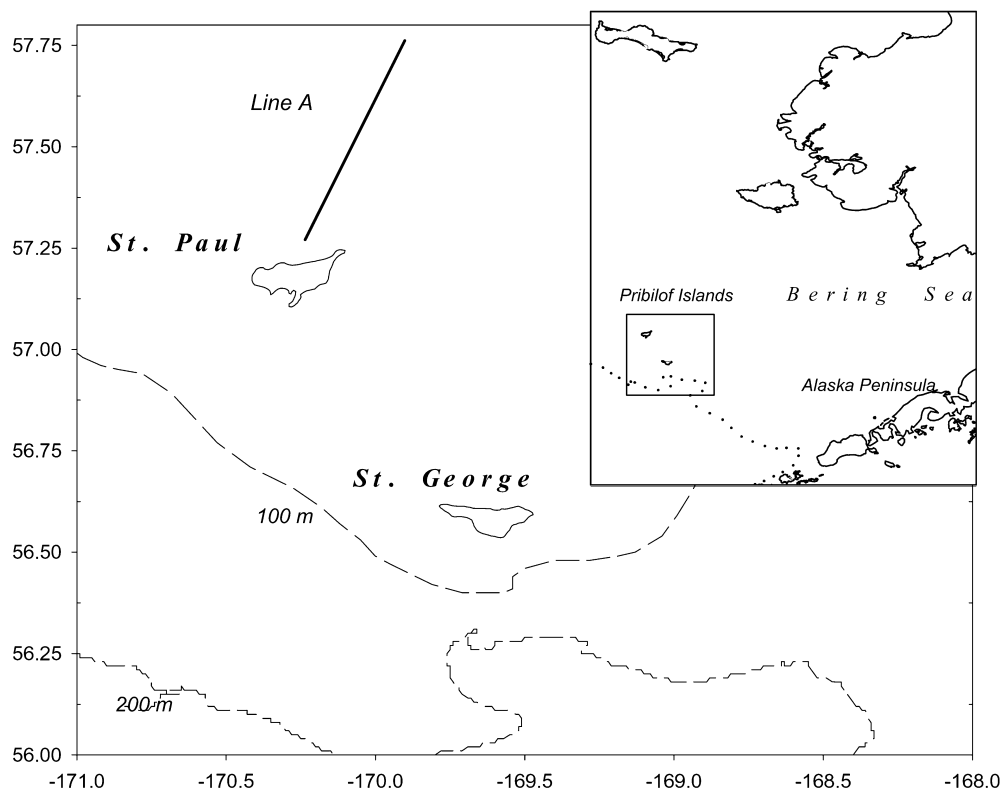 57.75
Line A
57.50
St. Paul
57.25
Pribilof Islands
Bering Sea
57.00
Alaska Peninsula
56.75
St. George
100 m
56.50
56.25
200 m
56.00
-171.0 -170.5 -170.0 -169.5 -169.0 -168.5 -168.0